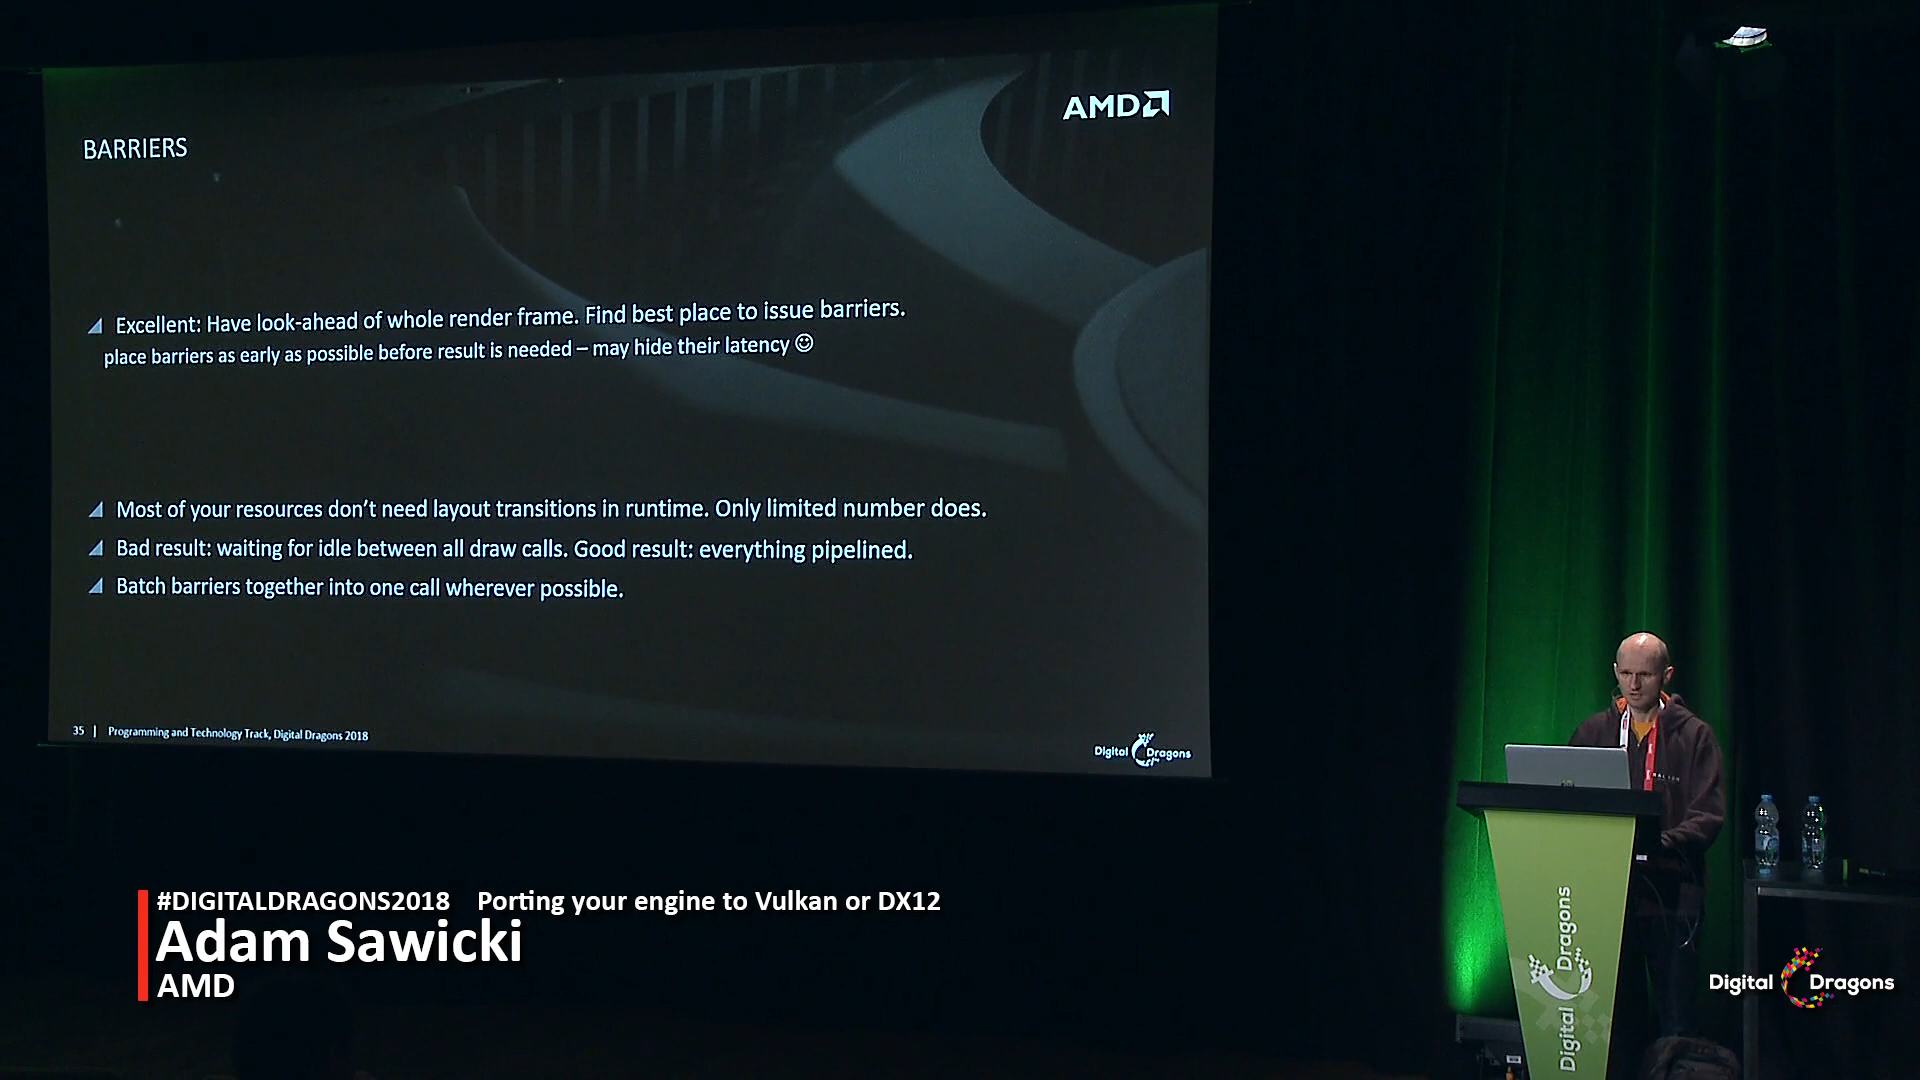 AMD
BARRIERS
Excellent: Have look-ahead of whole render frame. Find best place to issue barriers.
place barriers as early as possible before result is needed – may hide their latency ☺
Most of your resources don't need layout transitions in runtime. Only limited number does.
Bad result: waiting for idle between all draw calls. Good result: everything pipelined.
Batch barriers together into one call wherever possible.
35 | Programming and Technology Track, Digital Dragons 2018
Digital Dragons
#DIGITALDRAGONS2018 Porting your engine to Vulkan or DX12
Adam Sawicki
AMD
Digital Dragons
Digital Dragons